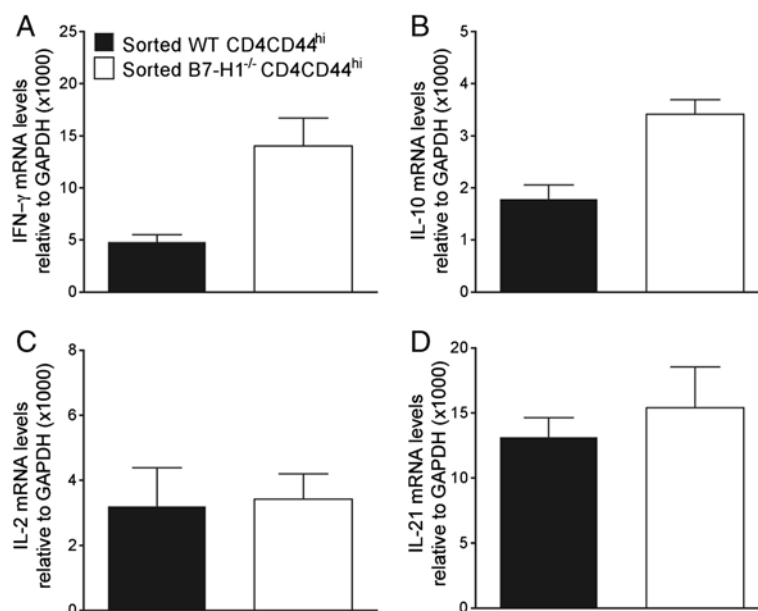 A
IFN-γ mRNA levels
relative to GAPDH (x1000)
25
20
15
10
5
0
Sorted WT CD4CD44hi
Sorted B7-H1-/- CD4CD44hi
B
IL-10 mRNA levels
relative to GAPDH (x1000)
5
4
3
2
1
0
C
IL-2 mRNA levels
relative to GAPDH (x1000)
8
6
4
2
0
D
IL-21 mRNA levels
relative to GAPDH (x1000)
20
15
10
5
0